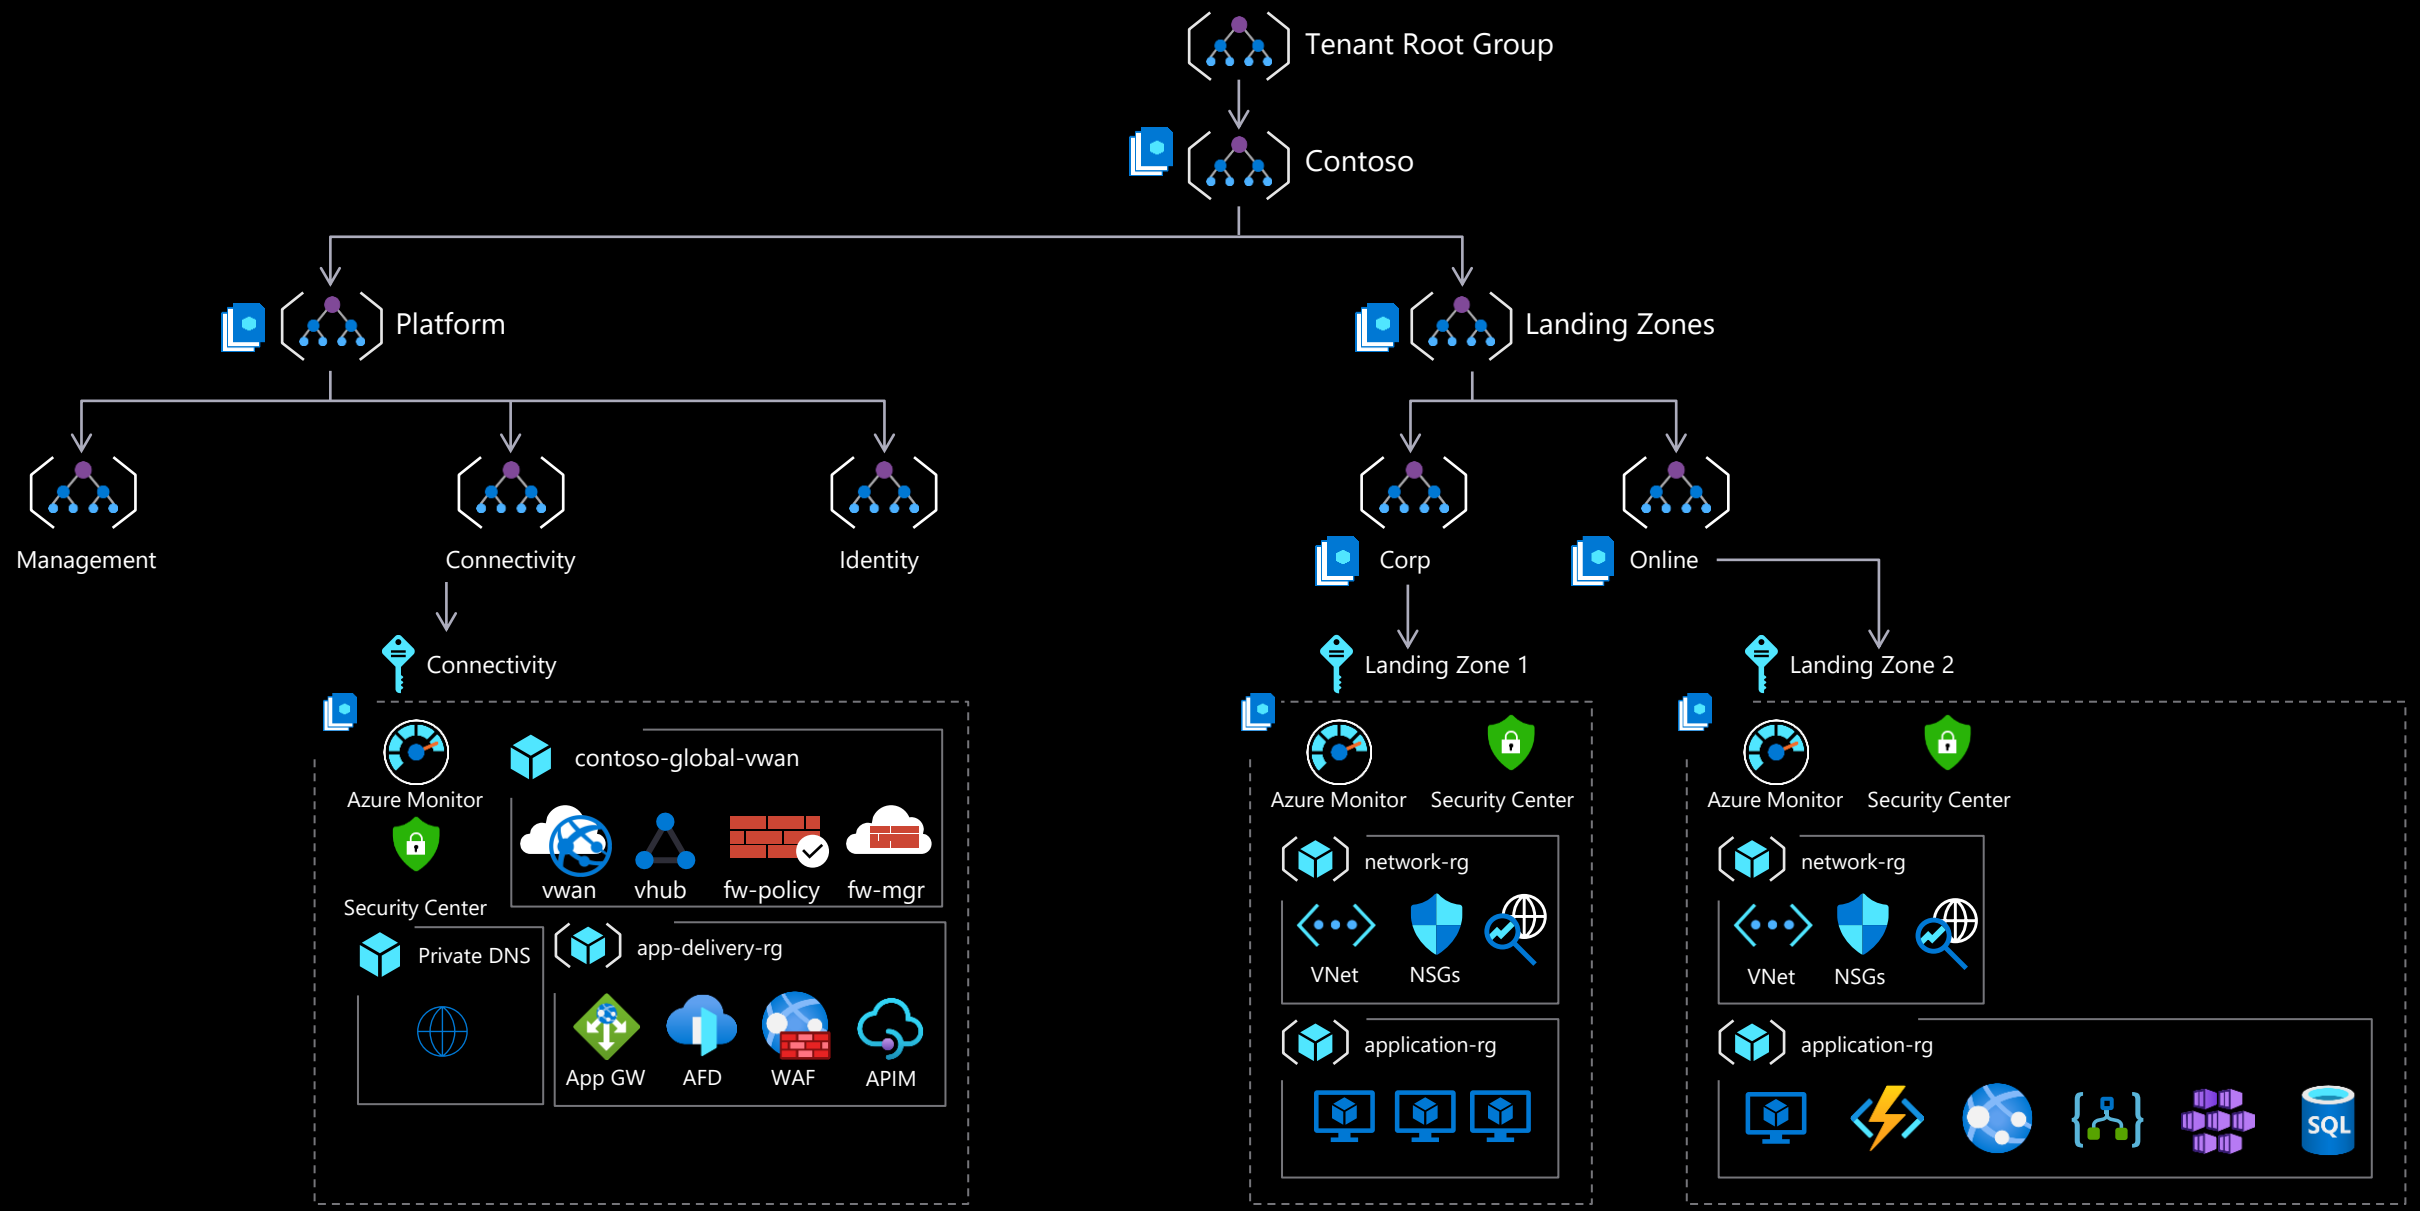 Tenant Root Group
Contoso
Platform
Landing Zones
Management
Connectivity
Identity
Corp
Online
Connectivity
Landing Zone 1
Landing Zone 2
Azure Monitor
Security Center
contoso-global-vwan
vwan
vhub
fw-policy
fw-mgr
Private DNS
app-delivery-rg
App GW
AFD
WAF
APIM
Azure Monitor
Security Center
network-rg
VNet
NSGs
application-rg
Azure Monitor
Security Center
network-rg
VNet
NSGs
application-rg
SQL